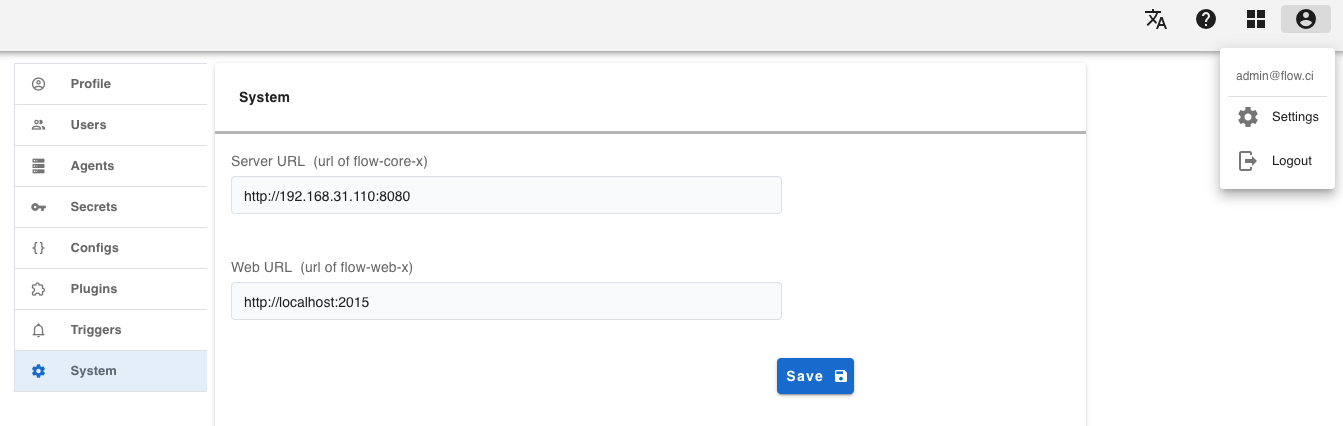 admin@flow.ci
Settings
Logout
Profile
Users
Agents
Secrets
Configs
Plugins
Triggers
System
System
Server URL  (url of flow-core-x)
http://192.168.31.110:8080
Web URL  (url of flow-web-x)
http://localhost:2015
Save